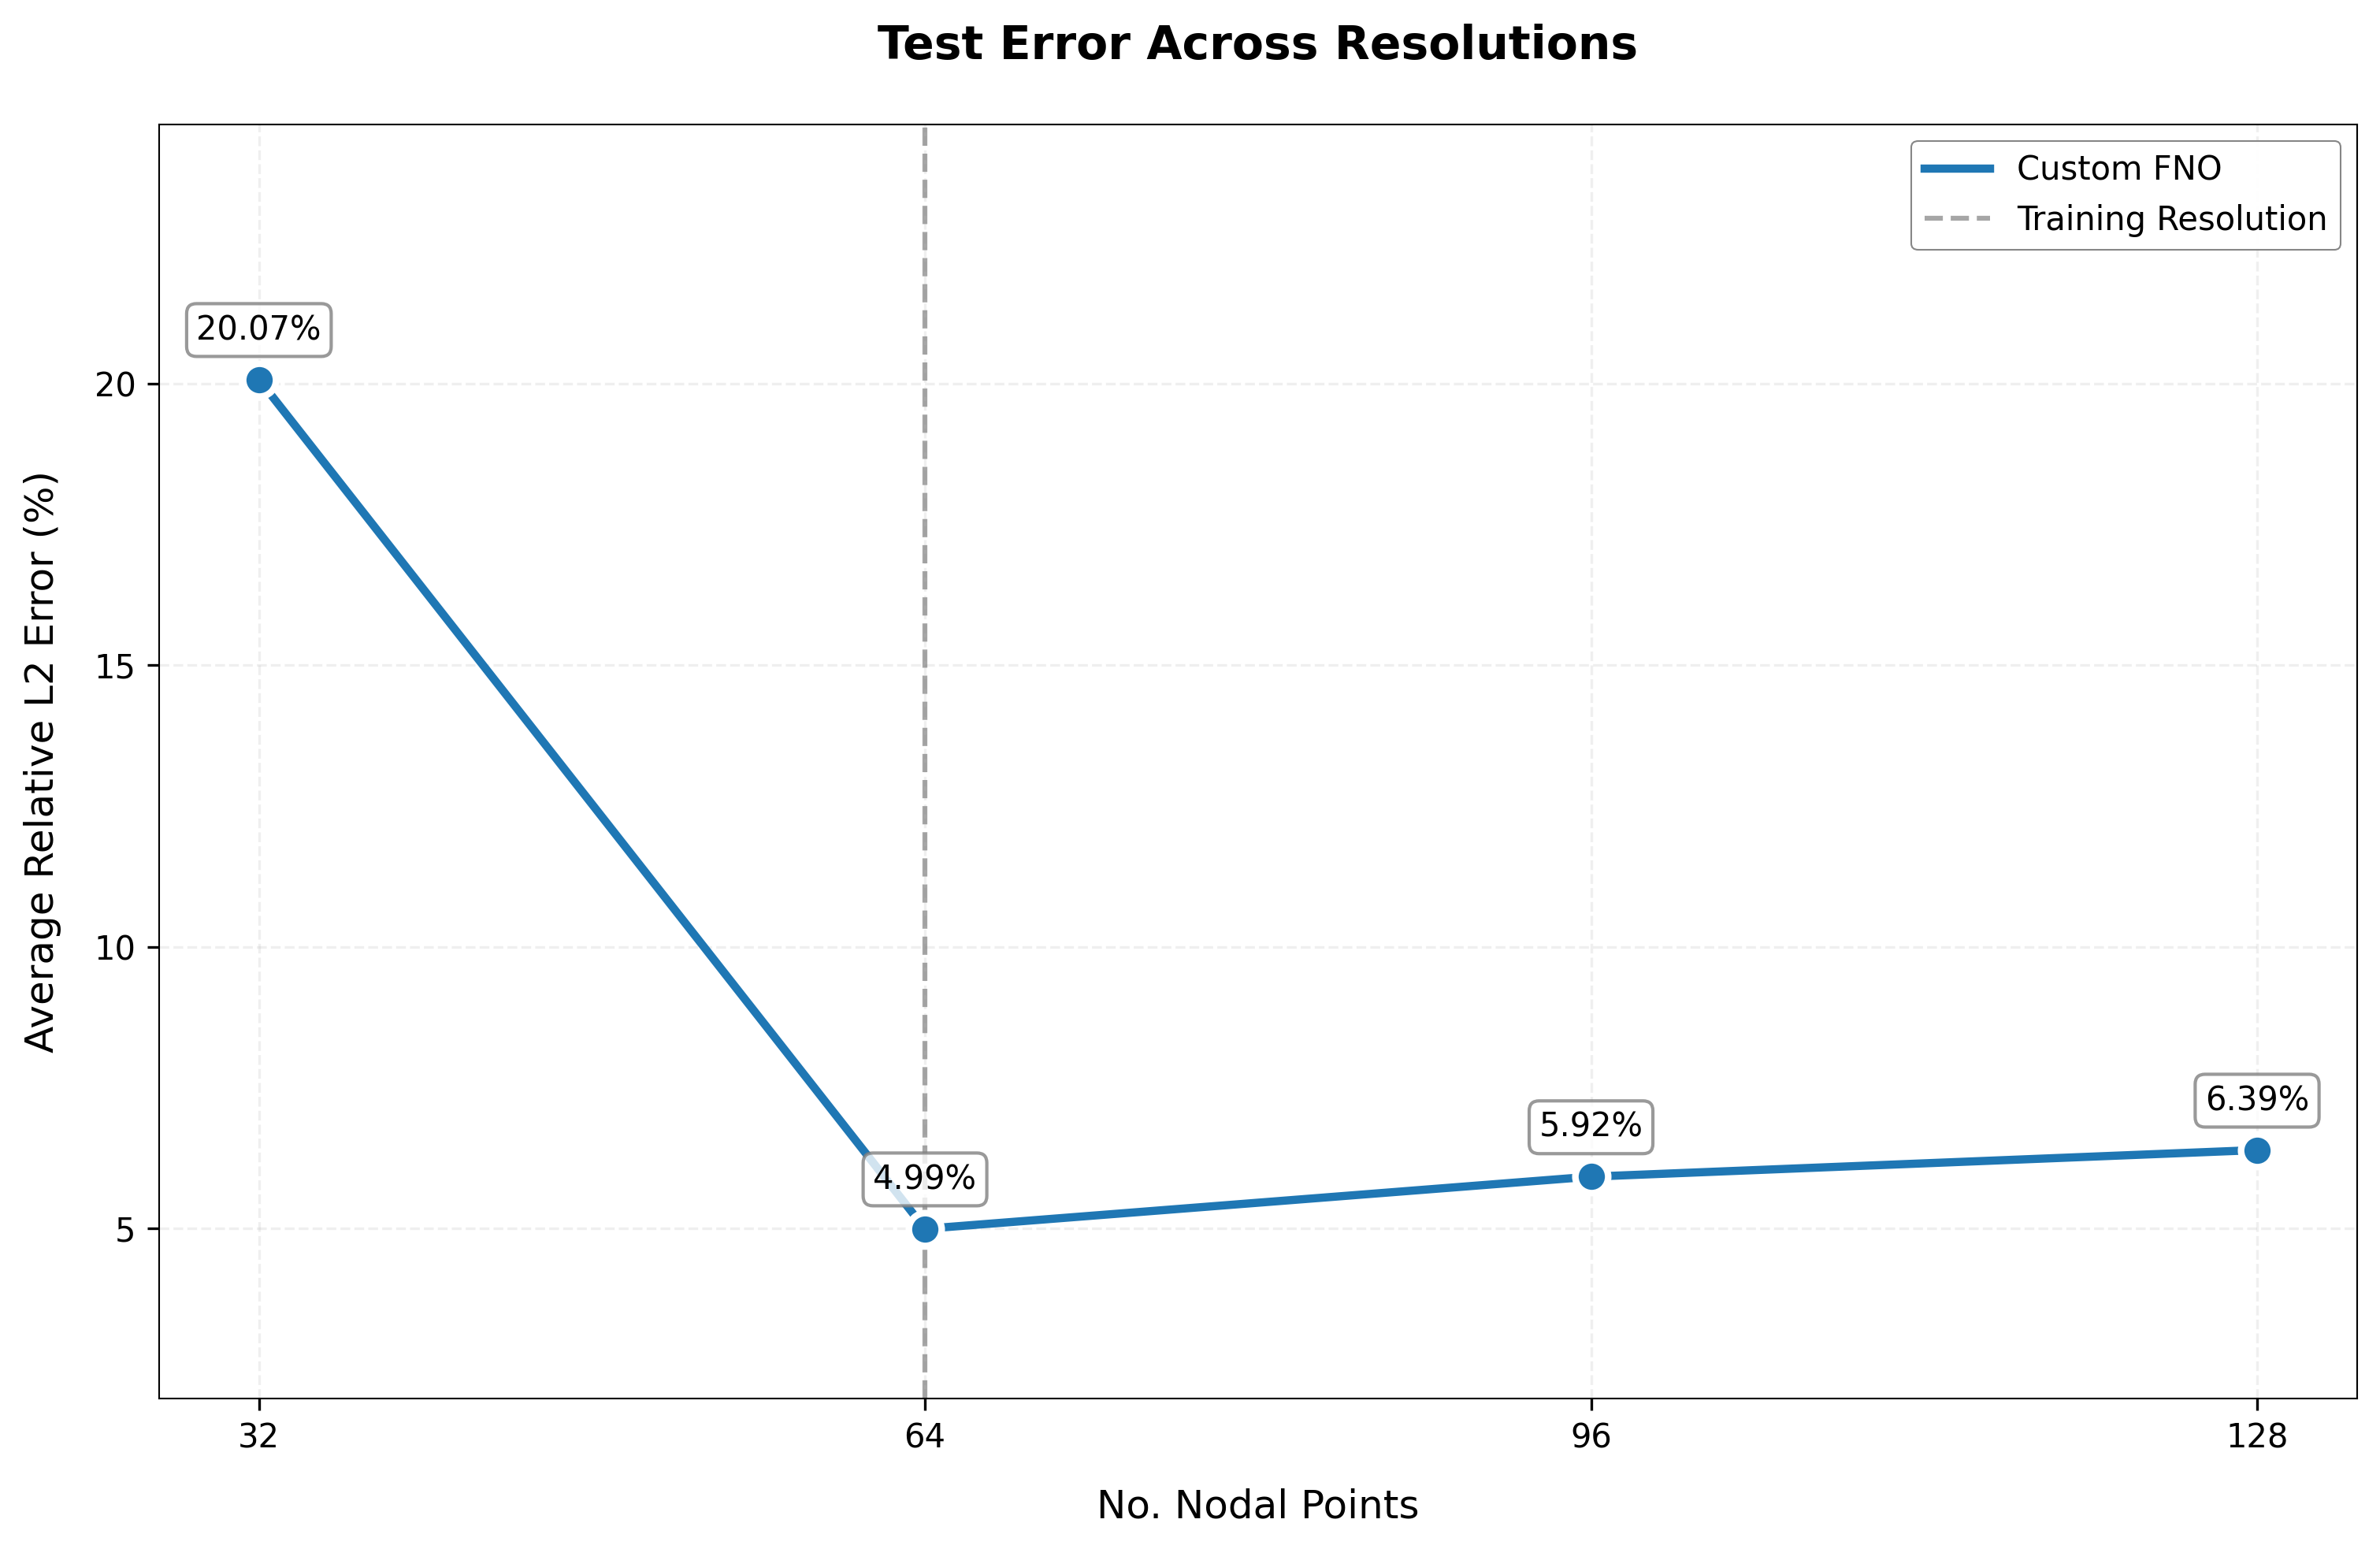 Test Error Across Resolutions
Custom FNO
Training Resolution
20.07%
4.99%
5.92%
6.39%
Average Relative L2 Error (%)
20
15
10
5
32
64
96
128
No. Nodal Points